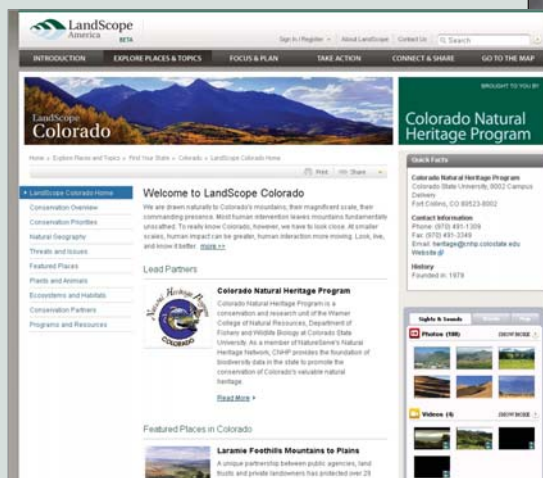 LandScope
America
BETA
Sign In / Register
About LandScope
Contact Us
Search
INTRODUCTION
EXPLORE PLACES & TOPICS
FOCUS & PLAN
TAKE ACTION
CONNECT & SHARE
GO TO THE MAP
LandScope
Colorado
BROUGHT TO YOU BY
Colorado Natural
Heritage Program
Home » Explore Places and Topics » Find Your State » Colorado » LandScope Colorado Home
Print
Share
LandScope Colorado Home
Conservation Overview
Conservation Priorities
Natural Geography
Threats and Issues
Featured Places
Plants and Animals
Ecosystems and Habitats
Conservation Partners
Programs and Resources
Welcome to LandScope Colorado
We are drawn naturally to Colorado's mountains; their magnificent scale, their
commanding presence. Most human intervention leaves mountains fundamentally
unscathed. To really know Colorado, however, we have to look close. At smaller
scales, human impact can be greater, human interaction more moving. Look, live,
and know it better. more >>
Lead Partners
Natural Heritage Program
COLORADO
Colorado Natural Heritage Program
Colorado Natural Heritage Program is a
conservation and research unit of the Warner
College of Natural Resources, Department of
Fishery and Wildlife Biology at Colorado State
University. As a member of NatureServe's Natural
Heritage Network, CNHP provides the foundation of
biodiversity data in the state to promote the
conservation of Colorado's valuable natural
heritage.
Read More
Featured Places in Colorado
Laramie Foothills Mountains to Plains
A unique partnership between public agencies, land
trusts and private landowners has protected over 29
Quick Facts
Colorado Natural Heritage Program
Colorado State University, 8002 Campus
Delivery
Fort Collins, CO 80523-8002
Contact Information
Phone: (970) 491-1309
Fax: (970) 491-3349
Email: heritage@cnhp.colostate.edu
Website
History
Founded in: 1979
Sights & Sounds
Photos (188)
SHOW MORE
Videos (4)
SHOW MORE